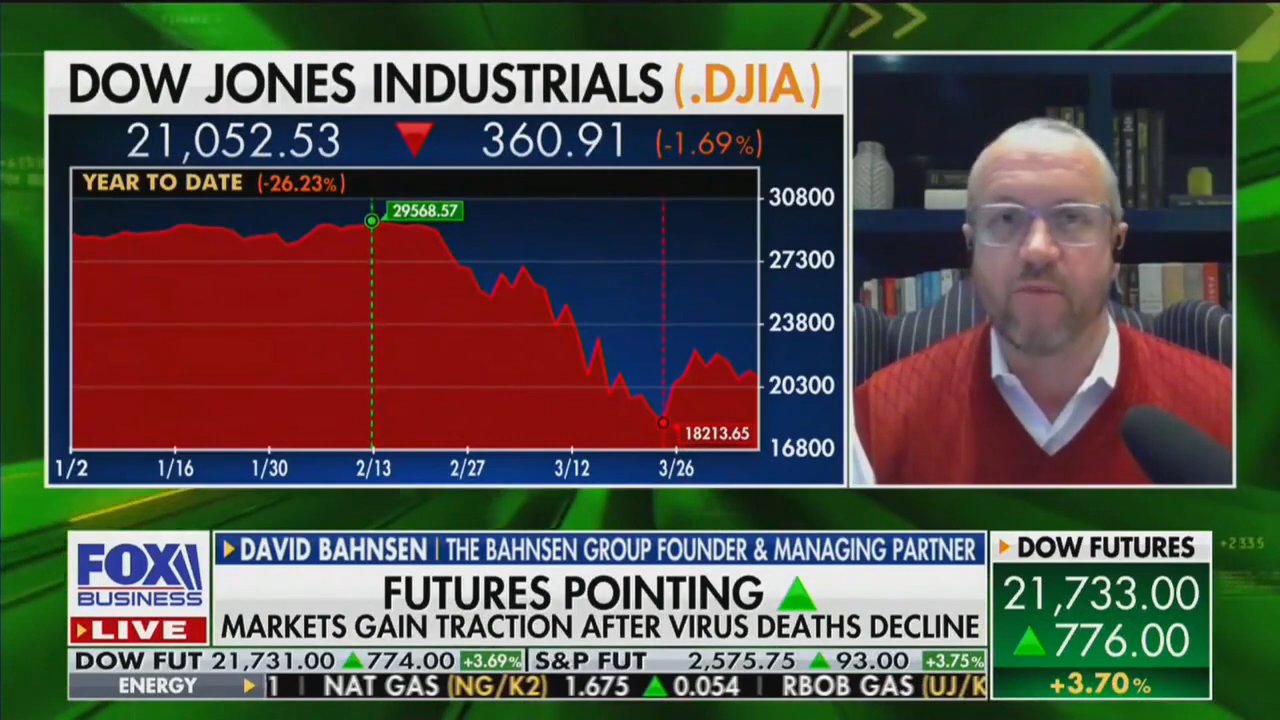 DOW JONES INDUSTRIALS (.DJIA)
21,052.53 ▼ 360.91 (-1.69%)
YEAR TO DATE (-26.23%)
29568.57
30800
27300
23800
20300
16800
18213.65
1/2 1/16 1/30 2/13 2/27 3/12 3/26
FOX BUSINESS
LIVE
DAVID BAHNSEN | THE BAHNSEN GROUP FOUNDER & MANAGING PARTNER
FUTURES POINTING ▲
MARKETS GAIN TRACTION AFTER VIRUS DEATHS DECLINE
DOW FUTURES
21,733.00
▲ 776.00
+3.70%
DOW FUT 21,731.00 ▲ 774.00 +3.69% S&P FUT 2,575.75 ▲ 93.00 +3.75%
ENERGY 1 | NAT GAS (NG/K2) 1.675 ▲ 0.054 | RBOB GAS (UJ/K
+2335